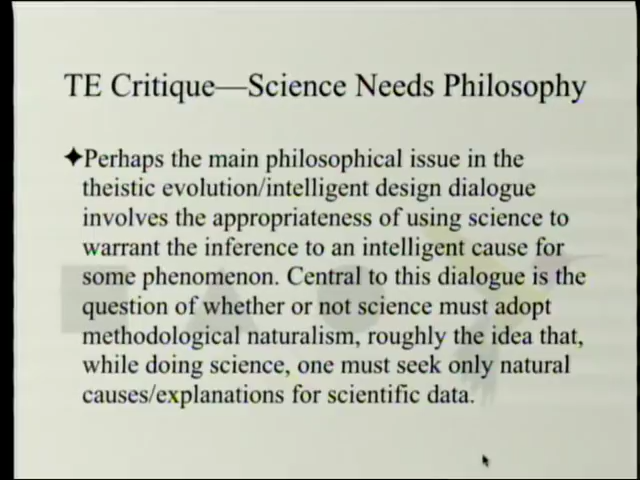 TE Critique—Science Needs Philosophy
✦Perhaps the main philosophical issue in the
theistic evolution/intelligent design dialogue
involves the appropriateness of using science to
warrant the inference to an intelligent cause for
some phenomenon. Central to this dialogue is the
question of whether or not science must adopt
methodological naturalism, roughly the idea that,
while doing science, one must seek only natural
causes/explanations for scientific data.